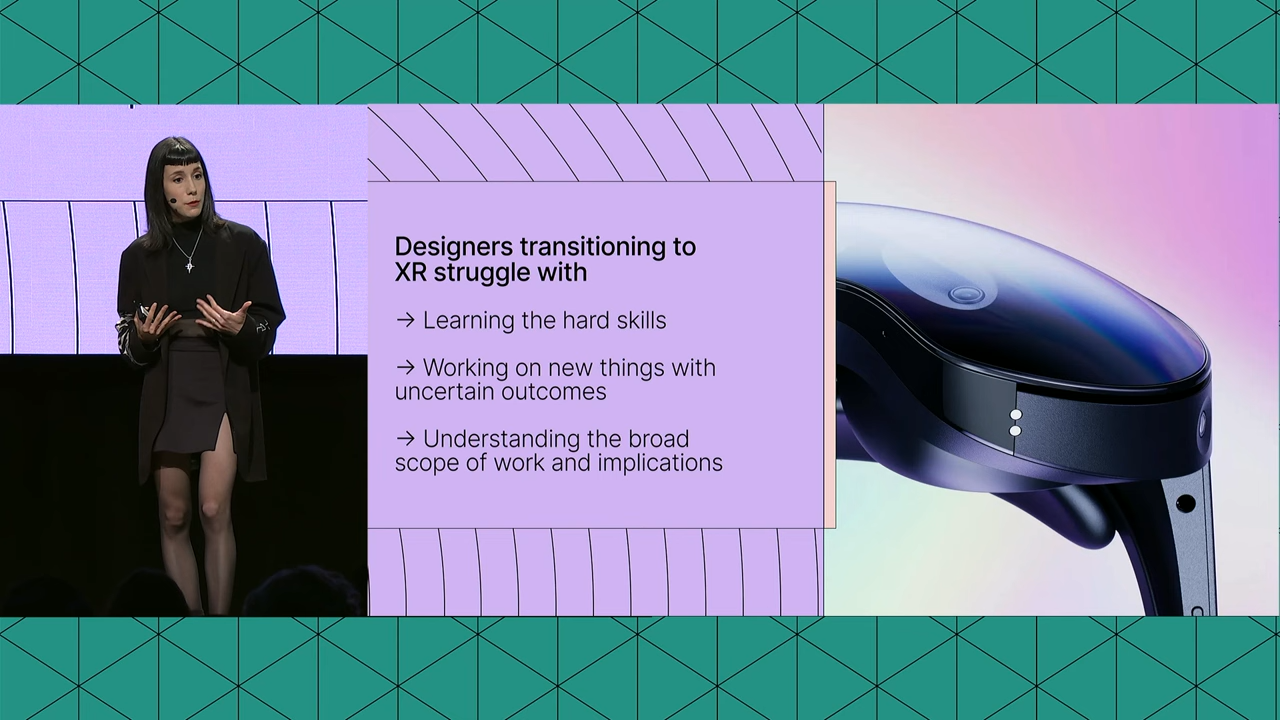 Designers transitioning to
XR struggle with
→ Learning the hard skills
→ Working on new things with
uncertain outcomes
→ Understanding the broad
scope of work and implications